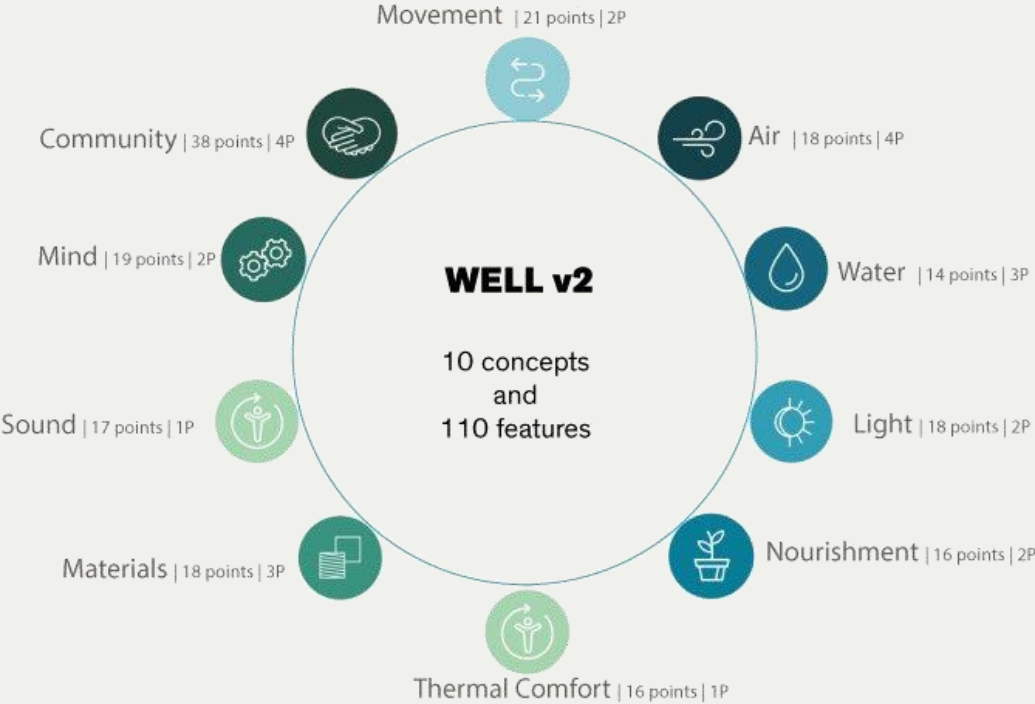 Movement | 21 points | 2P
Community | 38 points | 4P
Air | 18 points | 4P
Mind | 19 points | 2P
WELL v2
Water | 14 points | 3P
10 concepts
and
110 features
Sound | 17 points | 1P
Light | 18 points | 2P
Materials | 18 points | 3P
Nourishment | 16 points | 2P
Thermal Comfort | 16 points | 1P